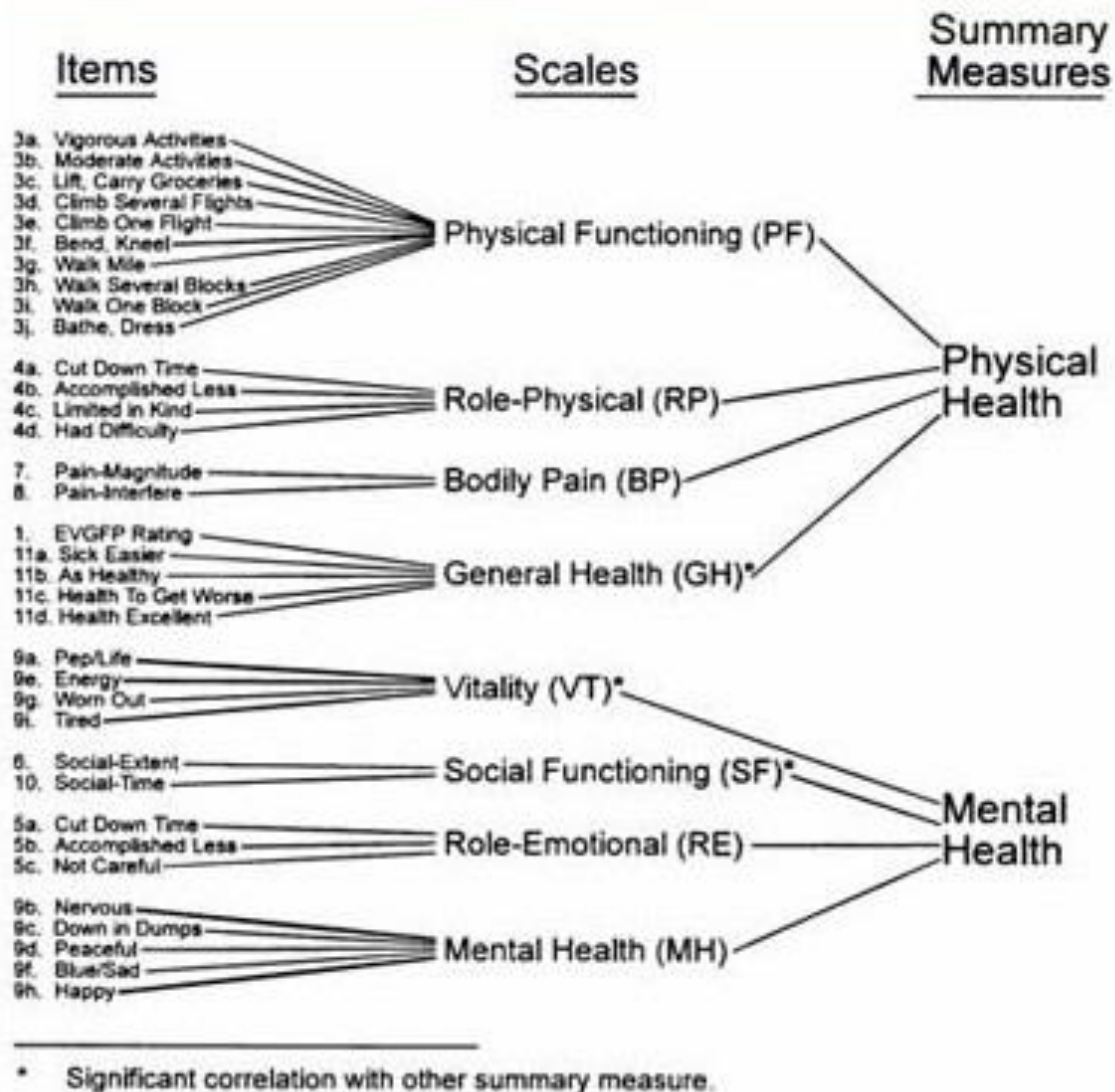 Items
Scales
Summary
Measures
3a. Vigorous Activities
3b. Moderate Activities
3c. Lift, Carry Groceries
3d. Climb Several Flights
3e. Climb One Flight
3f. Bend, Kneel
3g. Walk Mile
3h. Walk Several Blocks
3i. Walk One Block
3j. Bathe, Dress
Physical Functioning (PF)
4a. Cut Down Time
4b. Accomplished Less
4c. Limited in Kind
4d. Had Difficulty
Role-Physical (RP)
7. Pain-Magnitude
8. Pain-Interfere
Bodily Pain (BP)
1. EVGFP Rating
11a. Sick Easier
11b. As Healthy
11c. Health To Get Worse
11d. Health Excellent
General Health (GH)*
Physical
Health
9a. Pep/Life
9e. Energy
9g. Worn Out
9i. Tired
Vitality (VT)*
6. Social-Extent
10. Social-Time
Social Functioning (SF)*
5a. Cut Down Time
5b. Accomplished Less
5c. Not Careful
Role-Emotional (RE)
9b. Nervous
9c. Down in Dumps
9d. Peaceful
9f. Blue/Sad
9h. Happy
Mental Health (MH)
Mental
Health
* Significant correlation with other summary measure.